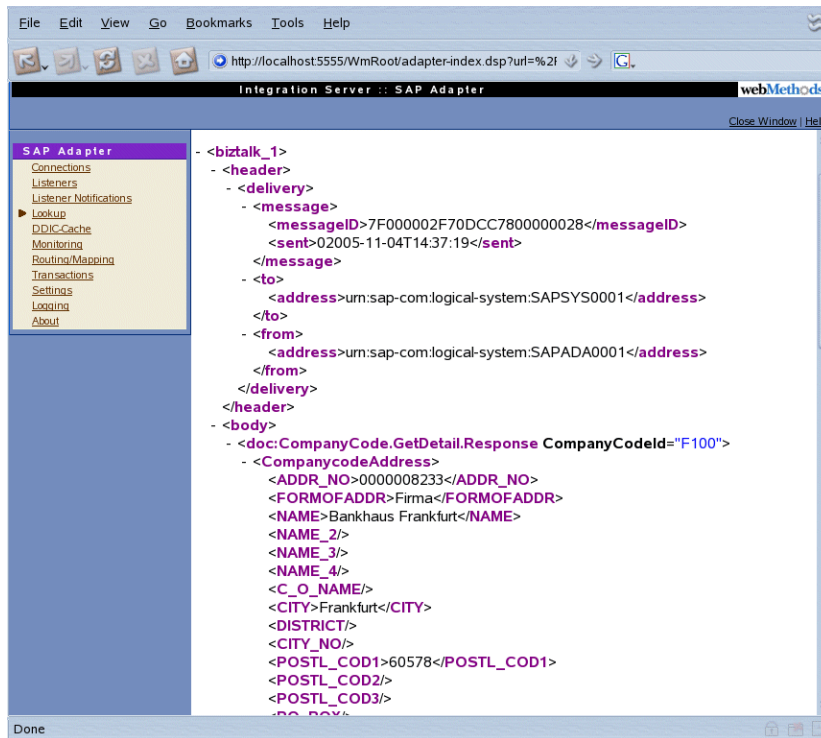 File Edit View Go Bookmarks Tools Help
http://localhost:5555/WmRoot/adapter-index.dsp?url=%2F
G
Integration Server :: SAP Adapter
webMethods
Close Window | Hel
SAP Adapter
Connections
Listeners
Listener Notifications
Lookup
DDIC-Cache
Monitoring
Routing/Mapping
Transactions
Settings
Logging
About
- <biztalk_1>
- <header>
- <delivery>
- <message>
<messageID>7F000002F70DCC7800000028</messageID>
<sent>02005-11-04T14:37:19</sent>
</message>
- <to>
<address>urn:sap-com:logical-system:SAPSYS0001</address>
</to>
- <from>
<address>urn:sap-com:logical-system:SAPADA0001</address>
</from>
</delivery>
</header>
- <body>
- <doc:CompanyCode.GetDetail.Response CompanyCodeId="F100">
- <CompanycodeAddress>
<ADDR_NO>0000008233</ADDR_NO>
<FORMOFADDR>Firma</FORMOFADDR>
<NAME>Bankhaus Frankfurt</NAME>
<NAME_2/>
<NAME_3/>
<NAME_4/>
<C_O_NAME/>
<CITY>Frankfurt</CITY>
<DISTRICT/>
<CITY_NO/>
<POSTL_COD1>60578</POSTL_COD1>
<POSTL_COD2/>
<POSTL_COD3/>
<PO_BOX/>
Done